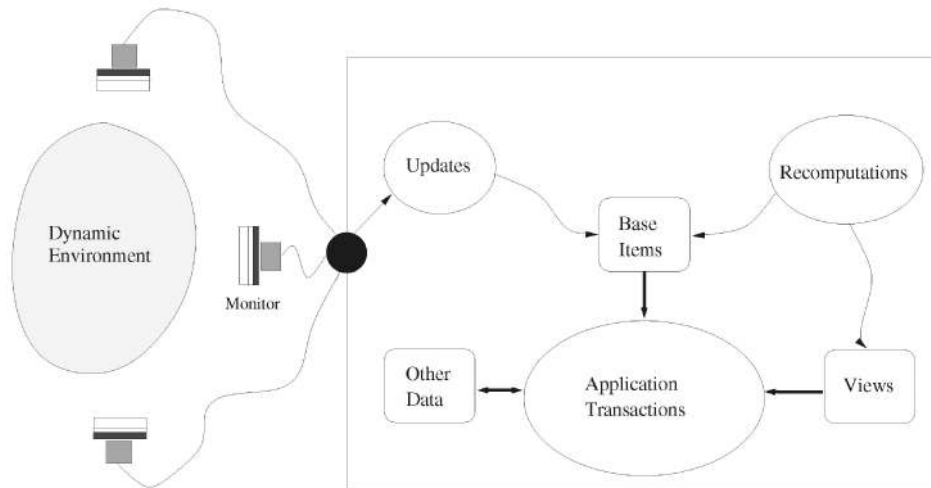 Updates
Recomputations
Base
Items
Dynamic
Environment
Monitor
Other
Data
Application
Transactions
Views